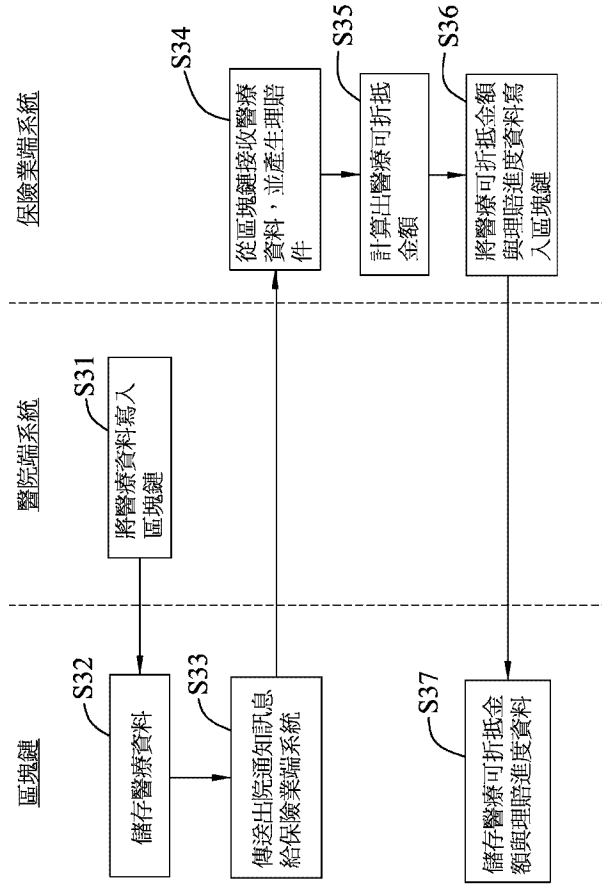 區塊鏈
醫院端系統
保險業端系統
S31
將醫療資料寫入
區塊鏈
S32
儲存醫療資料
S33
傳送出院通知訊息
給保險業端系統
S34
從區塊鏈接收醫療
資料，並產生理賠
件
S35
計算出醫療可折抵
金額
S36
將醫療可折抵金額
與理賠進度資料寫
入區塊鏈
S37
儲存醫療可折抵金
額與理賠進度資料